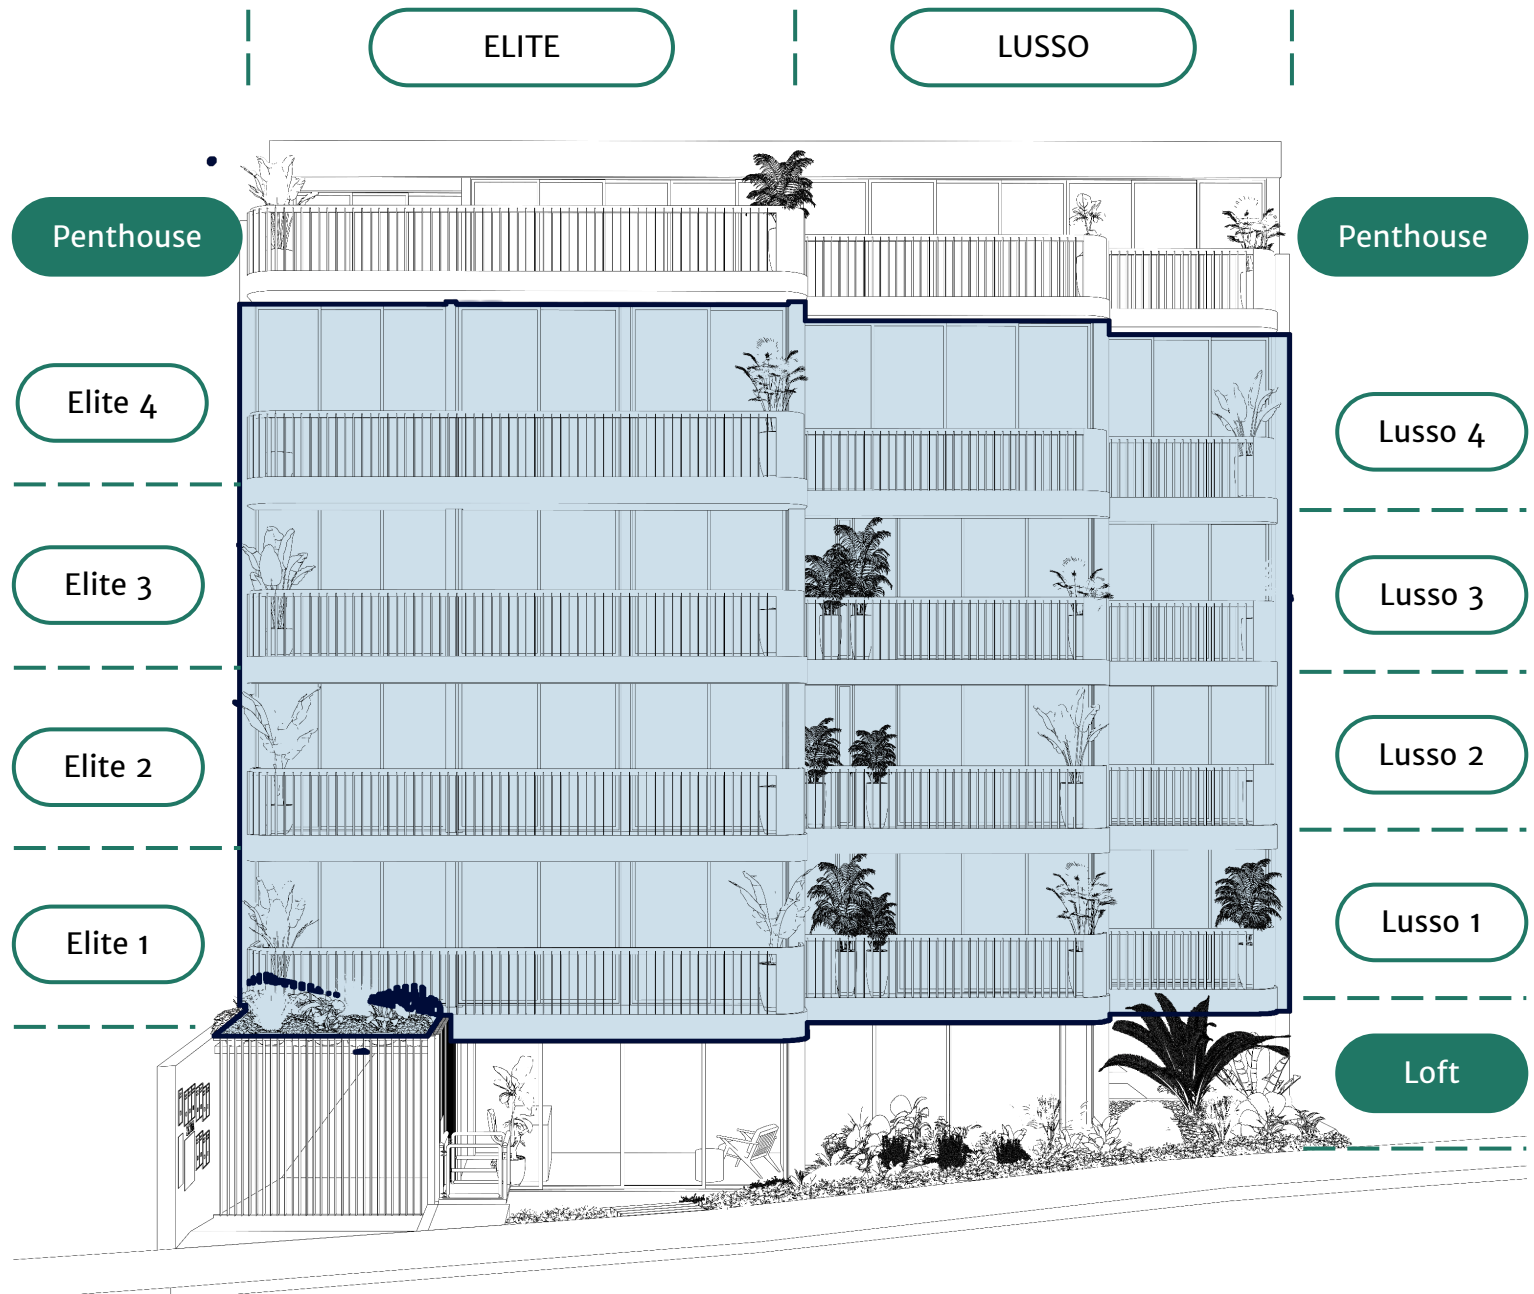 ELITE
LUSSO
Penthouse
Penthouse
Elite 4
Lusso 4
Elite 3
Lusso 3
Elite 2
Lusso 2
Elite 1
Lusso 1
Loft